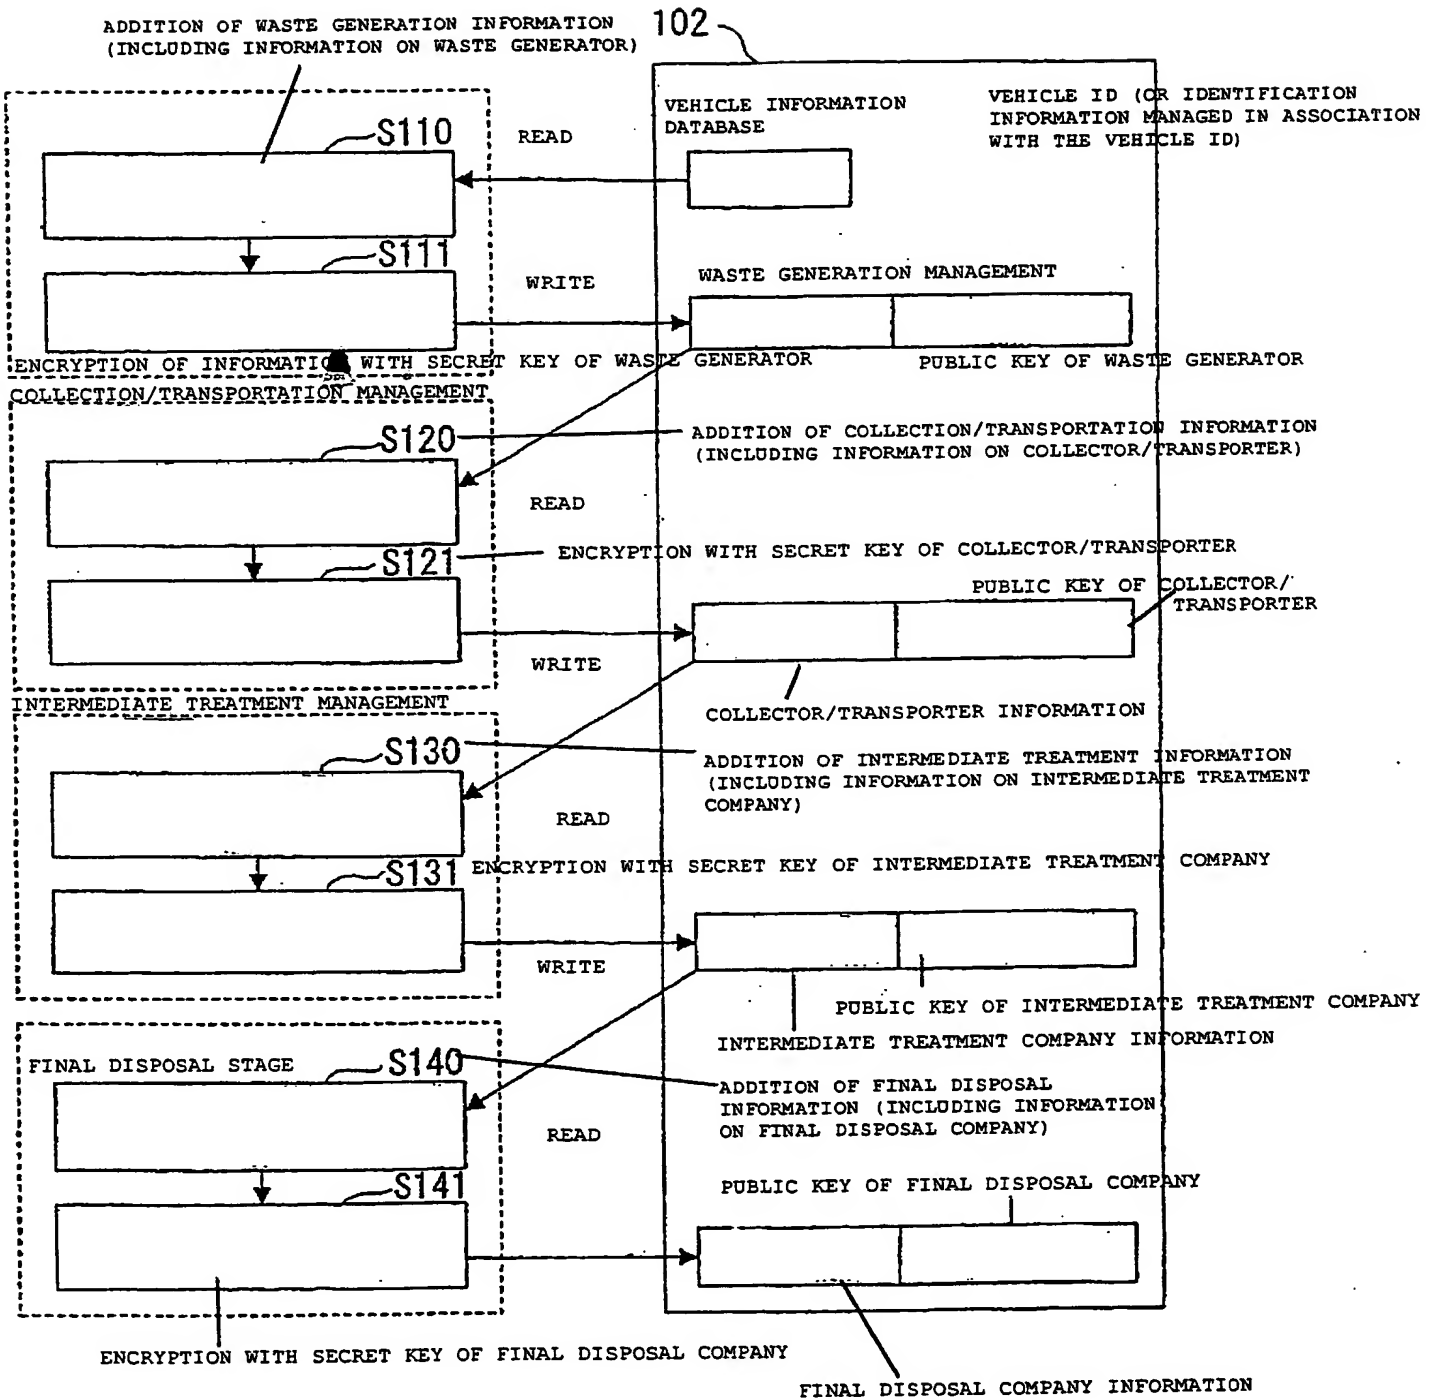 ADDITION OF WASTE GENERATION INFORMATION
(INCLUDING INFORMATION ON WASTE GENERATOR)
102
VEHICLE INFORMATION
DATABASE
VEHICLE ID (OR IDENTIFICATION
INFORMATION MANAGED IN ASSOCIATION
WITH THE VEHICLE ID)
S110
READ
S111
WRITE
WASTE GENERATION MANAGEMENT
ENCRYPTION OF INFORMATION WITH SECRET KEY OF WASTE GENERATOR
PUBLIC KEY OF WASTE GENERATOR
COLLECTION/TRANSPORTATION MANAGEMENT
S120
ADDITION OF COLLECTION/TRANSPORTATION INFORMATION
(INCLUDING INFORMATION ON COLLECTOR/TRANSPORTER)
READ
S121
ENCRYPTION WITH SECRET KEY OF COLLECTOR/TRANSPORTER
PUBLIC KEY OF COLLECTOR/
TRANSPORTER
WRITE
COLLECTOR/TRANSPORTER INFORMATION
INTERMEDIATE TREATMENT MANAGEMENT
S130
ADDITION OF INTERMEDIATE TREATMENT INFORMATION
(INCLUDING INFORMATION ON INTERMEDIATE TREATMENT
COMPANY)
READ
S131
ENCRYPTION WITH SECRET KEY OF INTERMEDIATE TREATMENT COMPANY
WRITE
PUBLIC KEY OF INTERMEDIATE TREATMENT COMPANY
INTERMEDIATE TREATMENT COMPANY INFORMATION
FINAL DISPOSAL STAGE
S140
ADDITION OF FINAL DISPOSAL
INFORMATION (INCLUDING INFORMATION
ON FINAL DISPOSAL COMPANY)
READ
S141
PUBLIC KEY OF FINAL DISPOSAL COMPANY
ENCRYPTION WITH SECRET KEY OF FINAL DISPOSAL COMPANY
FINAL DISPOSAL COMPANY INFORMATION